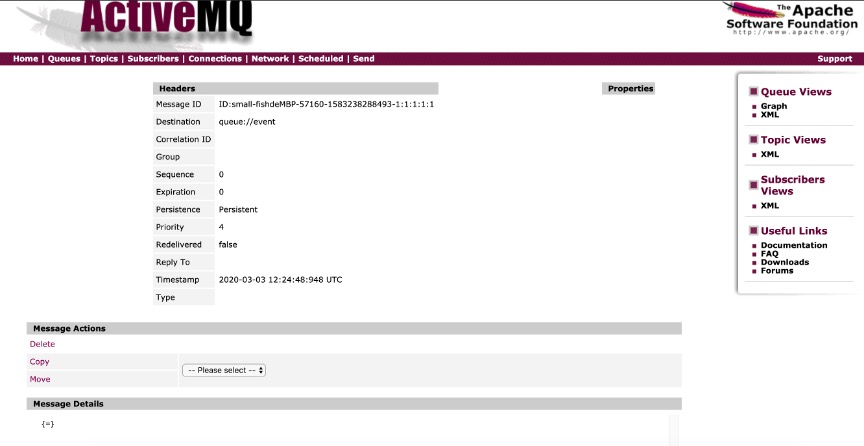 ActiveMQ
The Apache
Software Foundation
http://www.apache.org/
Home | Queues | Topics | Subscribers | Connections | Network | Scheduled | Send
Support
Headers
Message ID ID:small-fishdeMBP-57160-1583238288493-1:1:1:1:1
Destination queue://event
Correlation ID
Group
Sequence 0
Expiration 0
Persistence Persistent
Priority 4
Redelivered false
Reply To
Timestamp 2020-03-03 12:24:48:948 UTC
Type
Properties
Queue Views
Graph
XML
Topic Views
XML
Subscribers
Views
XML
Useful Links
Documentation
FAQ
Downloads
Forums
Message Actions
Delete
Copy
-- Please select --
Move
Message Details
{=}